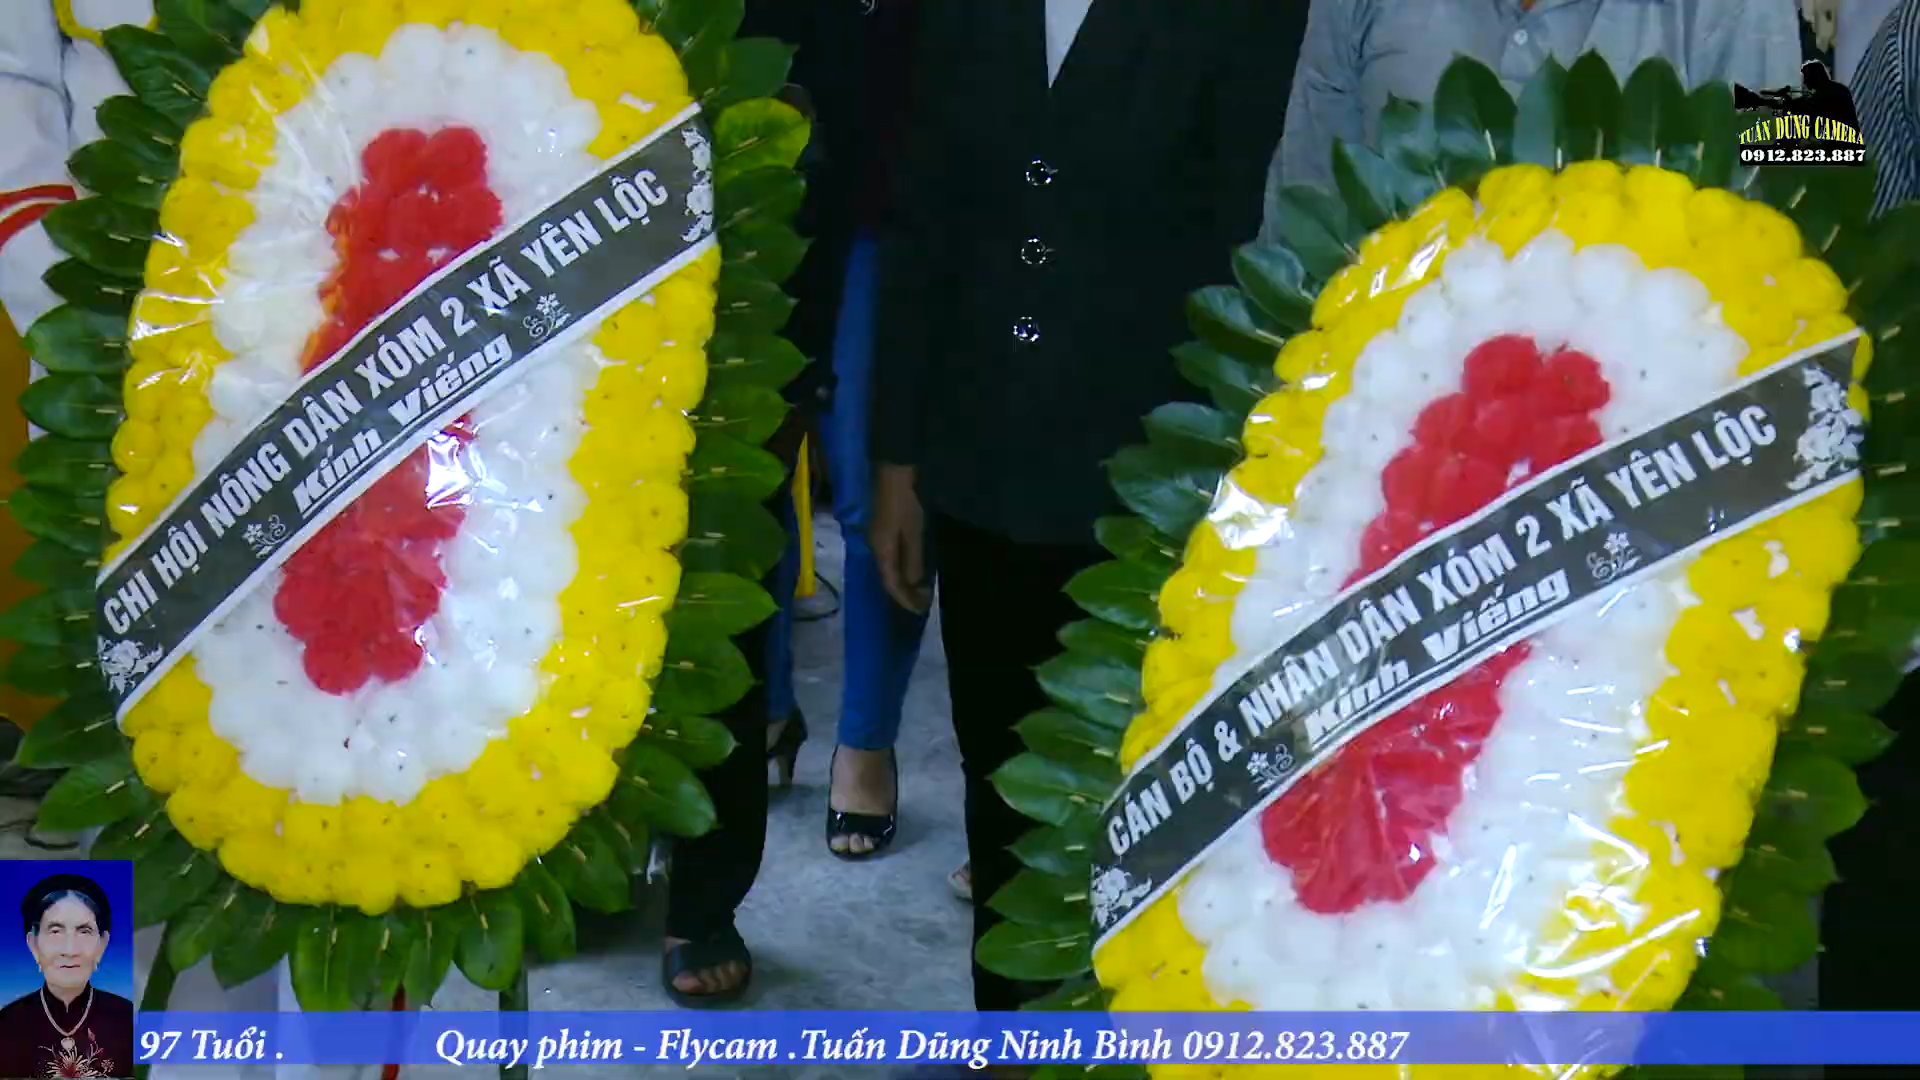 CHI HỘI NÔNG DÂN XÓM 2 XÃ YÊN LỘC
Kính Viếng
CÁN BỘ & NHÂN DÂN XÓM 2 XÃ YÊN LỘC
Kính Viếng
TUẤN DŨNG CAMERA
0912.823.887
97 Tuổi .
Quay phim - Flycam .Tuấn Dũng Ninh Bình 0912.823.887